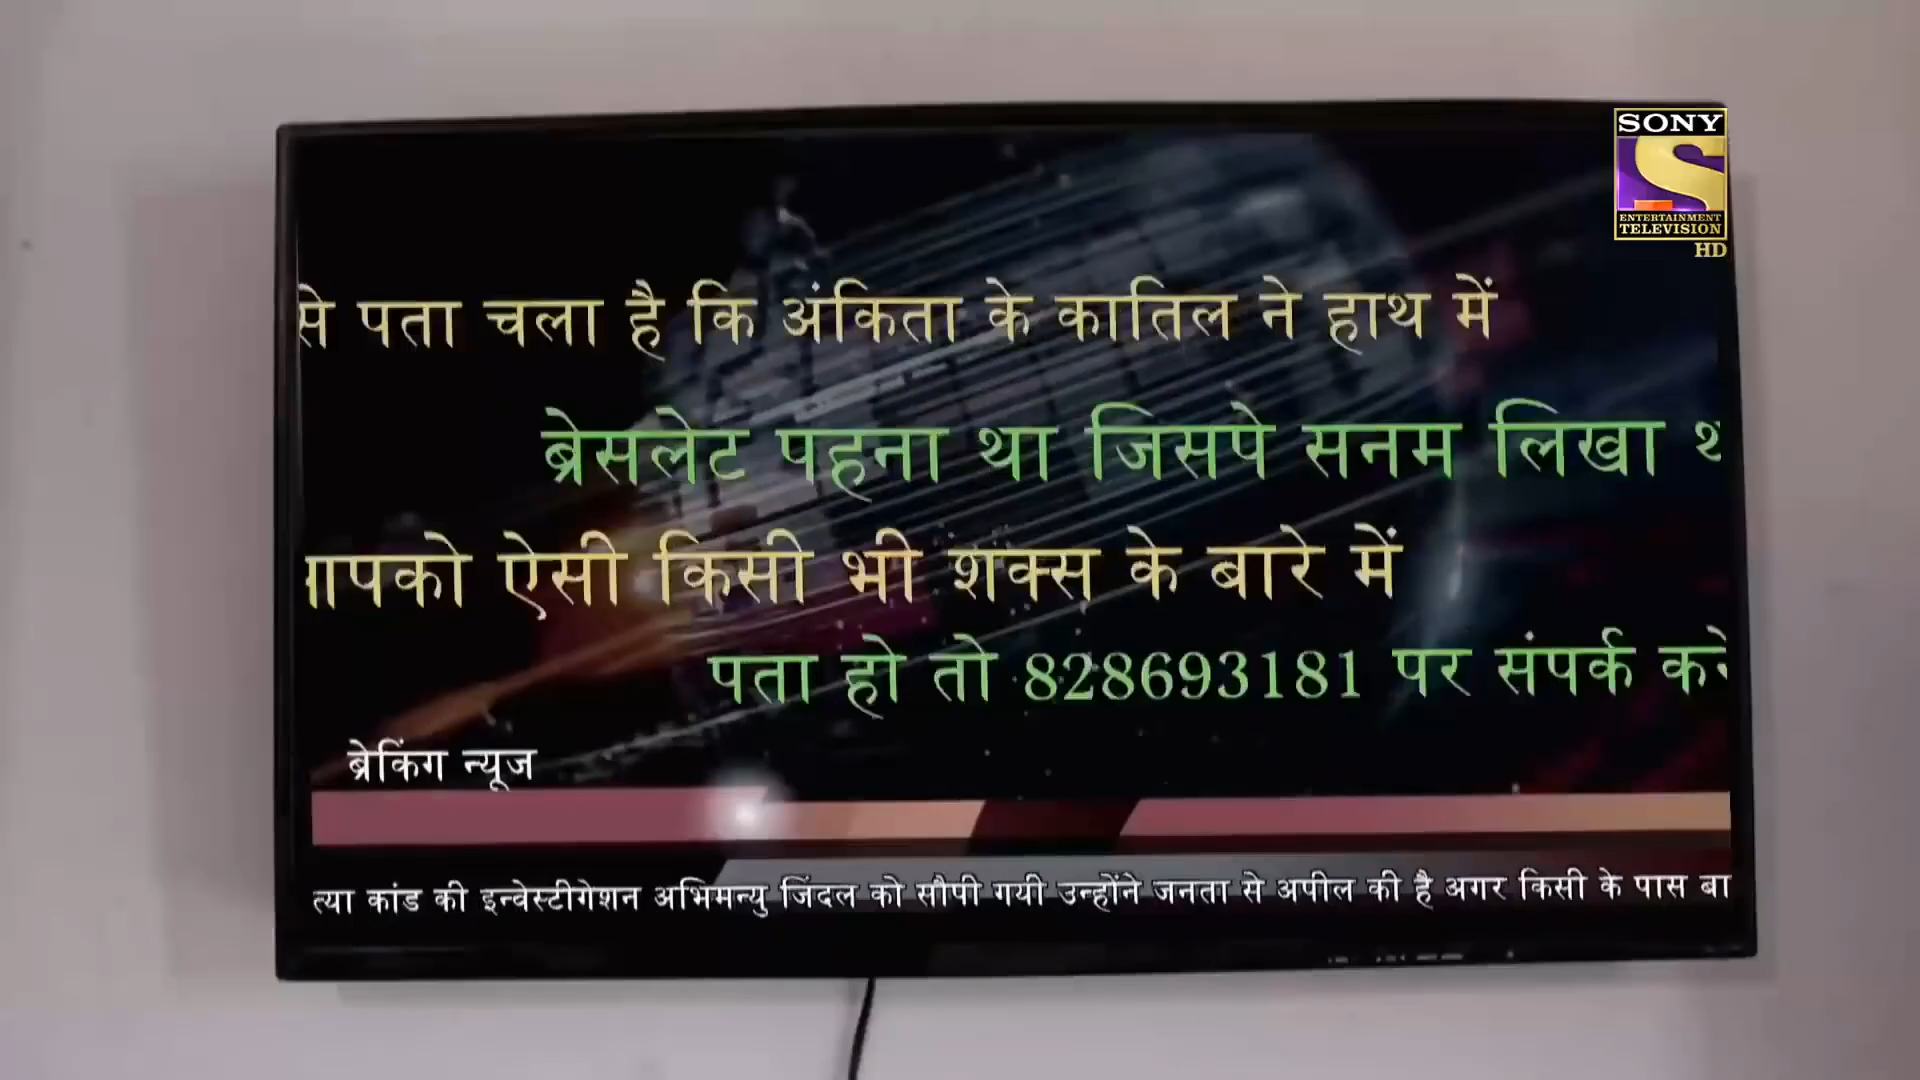 SONY
ENTERTAINMENT
TELEVISION
HD
से पता चला है कि अंकिता के कातिल ने हाथ में
ब्रेसलेट पहना था जिसपे सनम लिखा
ऐसी किसी भी शक्स के बारे में
पता हो तो 828693181 पर संपर्क करे
ब्रेकिंग न्यूज
कांड की इन्वेस्टीगेशन अभिमन्यु जिंदल को सौपी गयी उन्होंने जनता से अपील की है अगर किसी के पास